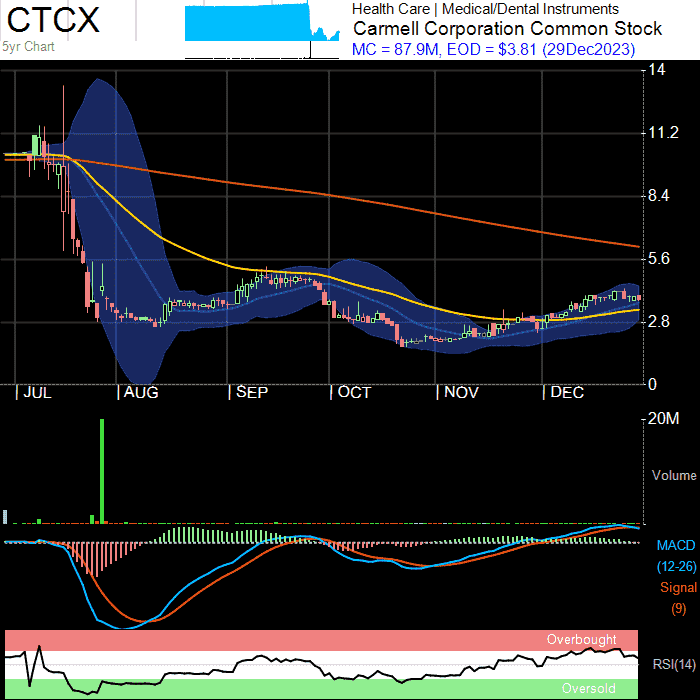 CTCX
5yr Chart
Health Care | Medical/Dental Instruments
Carmell Corporation Common Stock
MC = 87.9M, EOD = $3.81 (29Dec2023)
14
11.2
8.4
5.6
2.8
0
JUL AUG SEP OCT NOV DEC
20M
Volume
MACD
(12-26)
Signal
(9)
Overbought
RSI(14)
Oversold